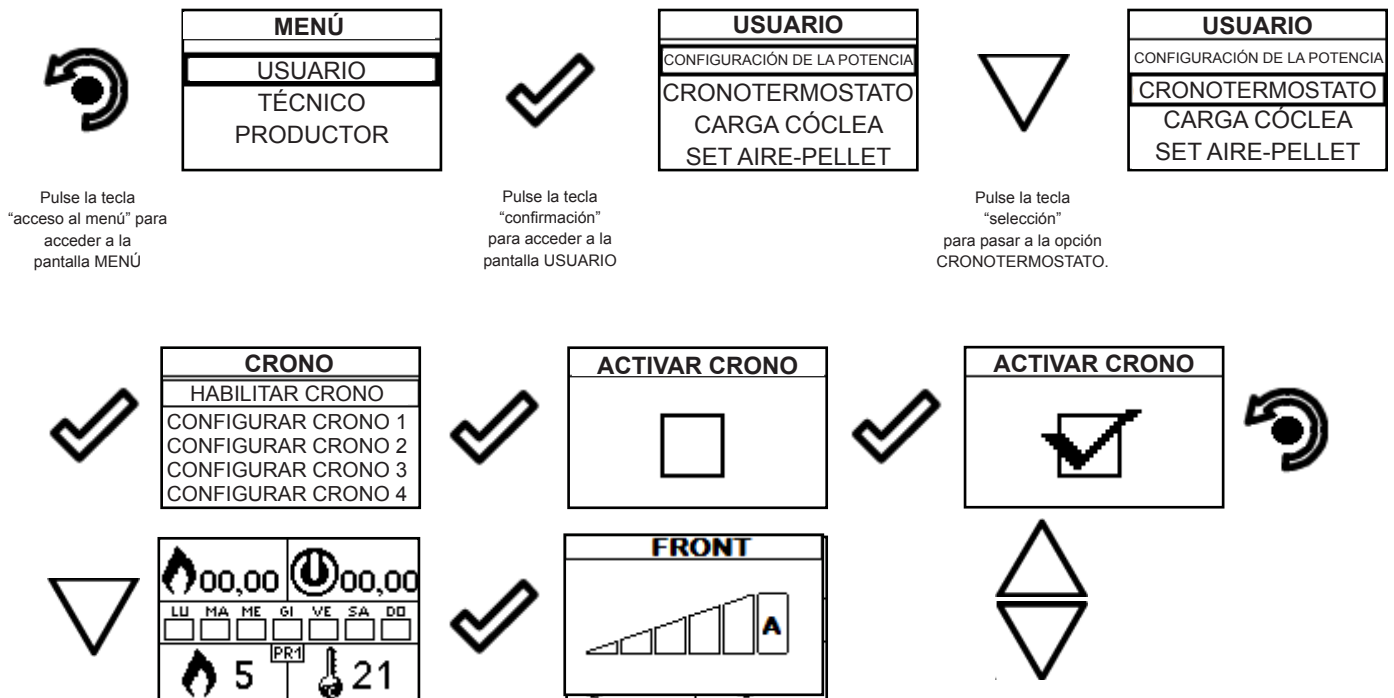 MENÚ
USUARIO
TÉCNICO
PRODUCTOR
USUARIO
CONFIGURACIÓN DE LA POTENCIA
CRONOTERMOSTATO
CARGA CÓCLEA
SET AIRE-PELLET
USUARIO
CONFIGURACIÓN DE LA POTENCIA
CRONOTERMOSTATO
CARGA CÓCLEA
SET AIRE-PELLET
Pulse la tecla
“acceso al menú” para
acceder a la
pantalla MENÚ
Pulse la tecla
“confirmación”
para acceder a la
pantalla USUARIO
Pulse la tecla
“selección”
para pasar a la opción
CRONOTERMOSTATO.
CRONO
HABILITAR CRONO
CONFIGURAR CRONO 1
CONFIGURAR CRONO 2
CONFIGURAR CRONO 3
CONFIGURAR CRONO 4
ACTIVAR CRONO
ACTIVAR CRONO
00,00 00,00
LU MA ME GI VE SA DO
PR1
5 21
FRONT
A